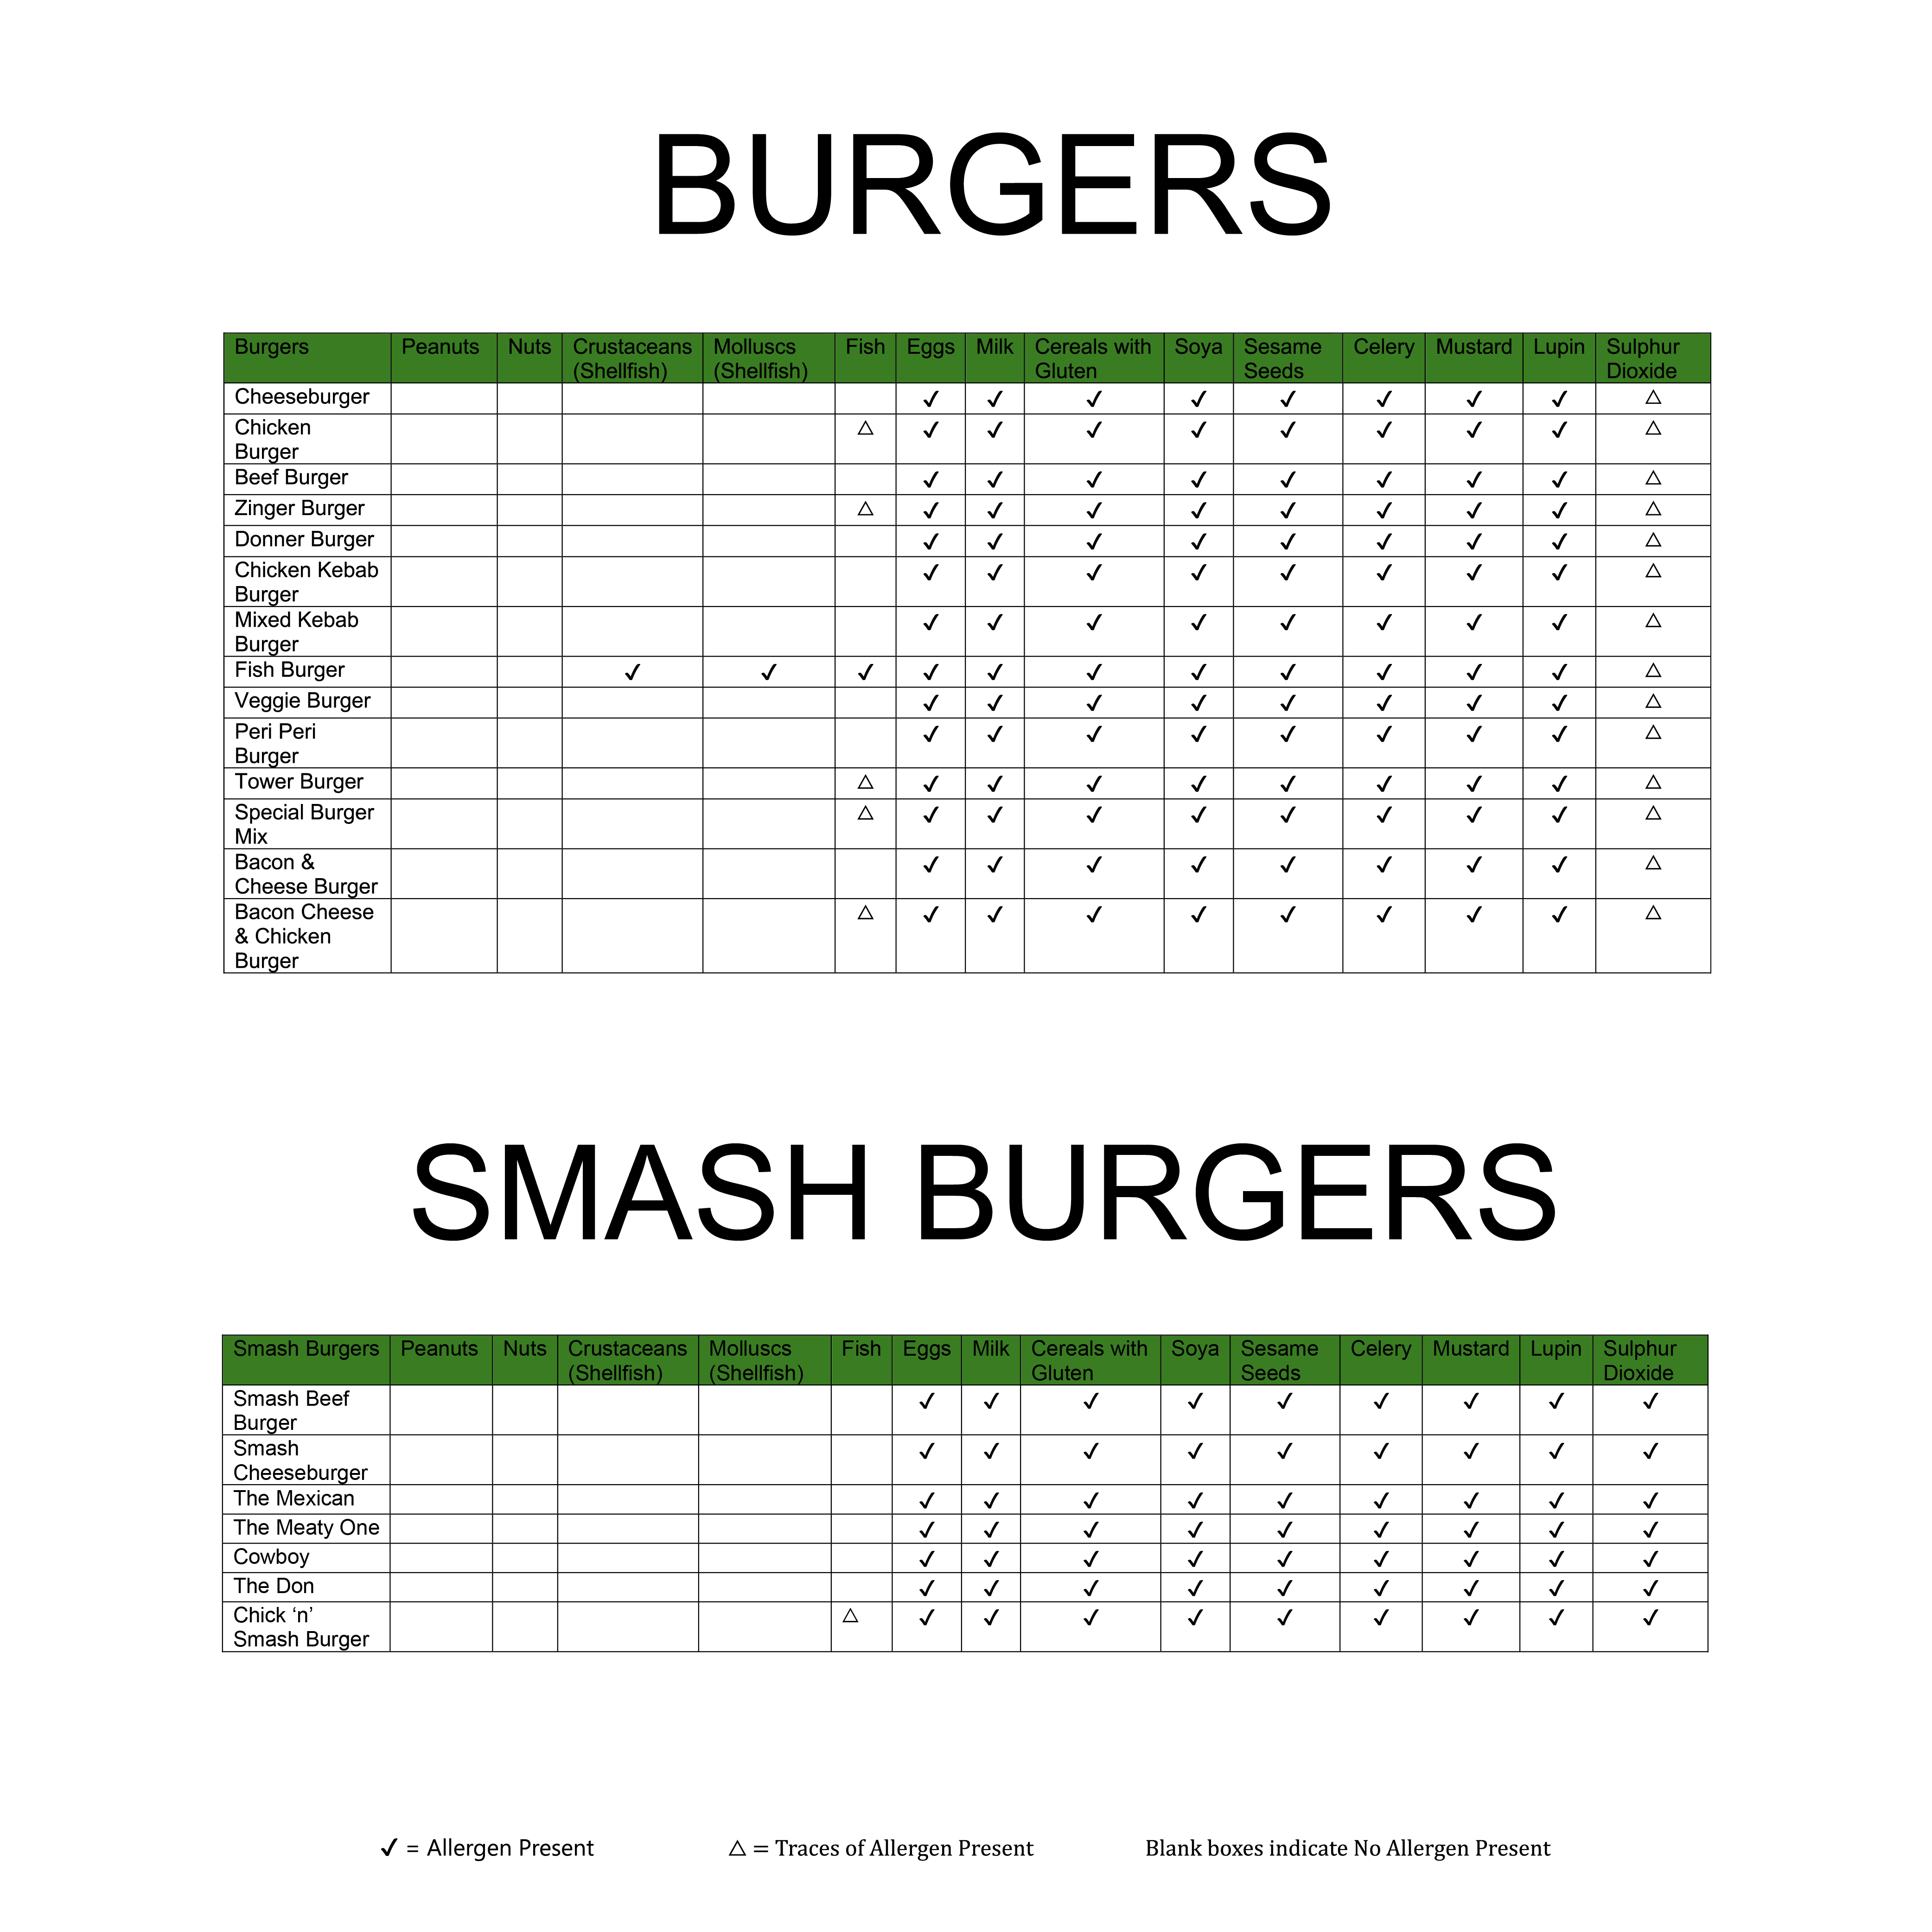 BURGERS
Burgers Peanuts Nuts Crustaceans (Shellfish) Molluscs (Shellfish) Fish Eggs Milk Cereals with Gluten Soya Sesame Seeds Celery Mustard Lupin Sulphur Dioxide
Cheeseburger ✓ ✓ ✓ ✓ ✓ ✓ ✓ ✓ △
Chicken Burger △ ✓ ✓ ✓ ✓ ✓ ✓ ✓ ✓ △
Beef Burger ✓ ✓ ✓ ✓ ✓ ✓ ✓ ✓ △
Zinger Burger △ ✓ ✓ ✓ ✓ ✓ ✓ ✓ ✓ △
Donner Burger ✓ ✓ ✓ ✓ ✓ ✓ ✓ ✓ △
Chicken Kebab Burger ✓ ✓ ✓ ✓ ✓ ✓ ✓ ✓ △
Mixed Kebab Burger ✓ ✓ ✓ ✓ ✓ ✓ ✓ ✓ △
Fish Burger ✓ ✓ ✓ ✓ ✓ ✓ ✓ ✓ ✓ ✓ ✓ △
Veggie Burger ✓ ✓ ✓ ✓ ✓ ✓ ✓ ✓ △
Peri Peri Burger ✓ ✓ ✓ ✓ ✓ ✓ ✓ ✓ △
Tower Burger △ ✓ ✓ ✓ ✓ ✓ ✓ ✓ ✓ △
Special Burger Mix △ ✓ ✓ ✓ ✓ ✓ ✓ ✓ ✓ △
Bacon & Cheese Burger ✓ ✓ ✓ ✓ ✓ ✓ ✓ ✓ △
Bacon Cheese & Chicken Burger △ ✓ ✓ ✓ ✓ ✓ ✓ ✓ ✓ △
SMASH BURGERS
Smash Burgers Peanuts Nuts Crustaceans (Shellfish) Molluscs (Shellfish) Fish Eggs Milk Cereals with Gluten Soya Sesame Seeds Celery Mustard Lupin Sulphur Dioxide
Smash Beef Burger ✓ ✓ ✓ ✓ ✓ ✓ ✓ ✓ ✓
Smash Cheeseburger ✓ ✓ ✓ ✓ ✓ ✓ ✓ ✓ ✓
The Mexican ✓ ✓ ✓ ✓ ✓ ✓ ✓ ✓ ✓
The Meaty One ✓ ✓ ✓ ✓ ✓ ✓ ✓ ✓ ✓
Cowboy ✓ ✓ ✓ ✓ ✓ ✓ ✓ ✓ ✓
The Don ✓ ✓ ✓ ✓ ✓ ✓ ✓ ✓ ✓
Chick ‘n’ Smash Burger △ ✓ ✓ ✓ ✓ ✓ ✓ ✓ ✓ ✓
✓ = Allergen Present △ = Traces of Allergen Present Blank boxes indicate No Allergen Present